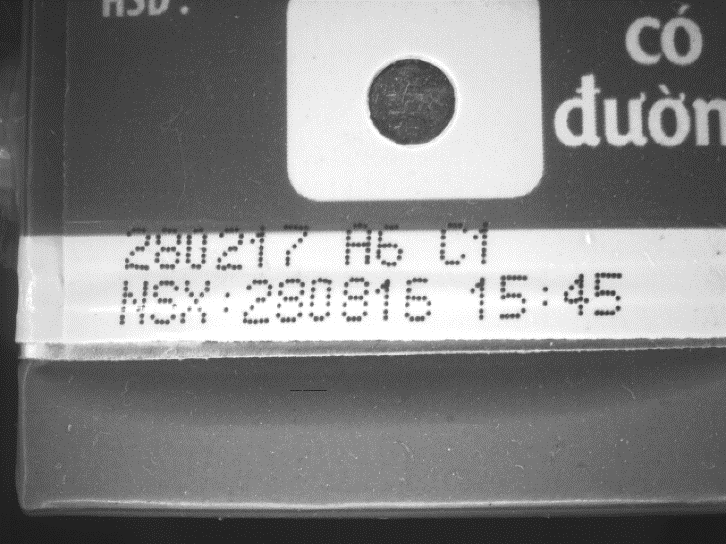 HSD:
có
đườn
280217 A6 C1
NSX:280816 15:45